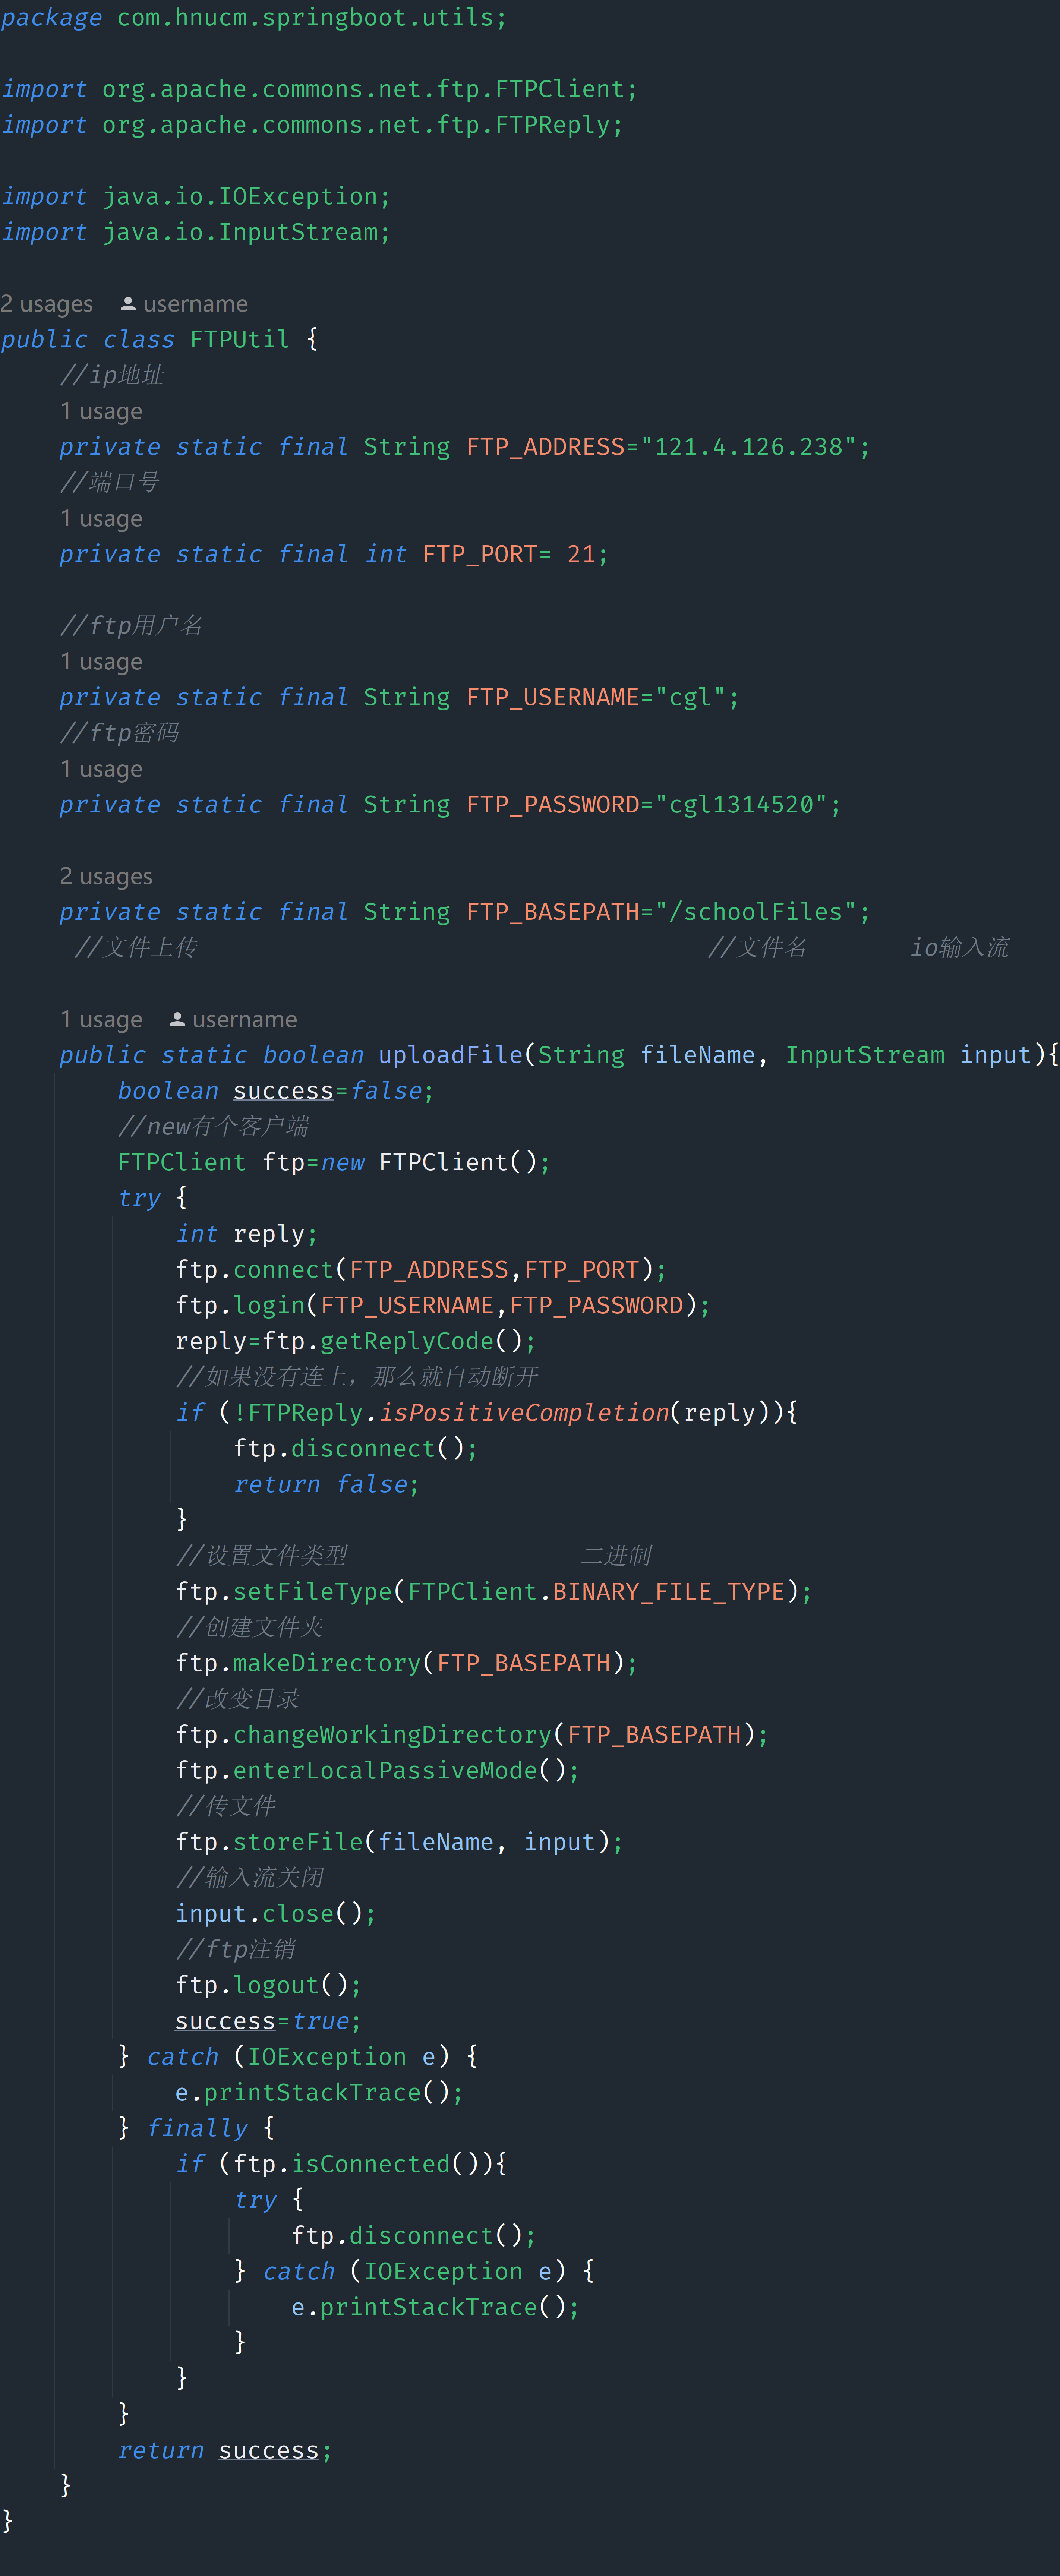 package com.hnucm.springboot.utils;
import org.apache.commons.net.ftp.FTPClient;
import org.apache.commons.net.ftp.FTPReply;
import java.io.IOException;
import java.io.InputStream;
2 usages username
public class FTPUtil {
//ip地址
1 usage
private static final String FTP_ADDRESS="121.4.126.238";
//端口号
1 usage
private static final int FTP_PORT= 21;
//ftp用户名
1 usage
private static final String FTP_USERNAME="cgl";
//ftp密码
1 usage
private static final String FTP_PASSWORD="cgl1314520";
2 usages
private static final String FTP_BASEPATH="/schoolFiles";
//文件上传 //文件名 io输入流
1 usage username
public static boolean uploadFile(String fileName, InputStream input){
boolean success=false;
//new有个客户端
FTPClient ftp=new FTPClient();
try {
int reply;
ftp.connect(FTP_ADDRESS,FTP_PORT);
ftp.login(FTP_USERNAME,FTP_PASSWORD);
reply=ftp.getReplyCode();
//如果没有连上，那么就自动断开
if (!FTPReply.isPositiveCompletion(reply)){
ftp.disconnect();
return false;
}
//设置文件类型 二进制
ftp.setFileType(FTPClient.BINARY_FILE_TYPE);
//创建文件夹
ftp.makeDirectory(FTP_BASEPATH);
//改变目录
ftp.changeWorkingDirectory(FTP_BASEPATH);
ftp.enterLocalPassiveMode();
//传文件
ftp.storeFile(fileName, input);
//输入流关闭
input.close();
//ftp注销
ftp.logout();
success=true;
} catch (IOException e) {
e.printStackTrace();
} finally {
if (ftp.isConnected()){
try {
ftp.disconnect();
} catch (IOException e) {
e.printStackTrace();
}
}
}
return success;
}
}